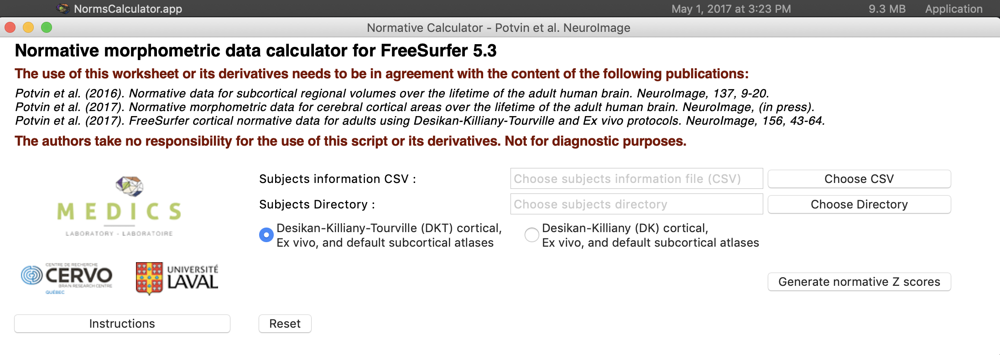 NormsCalculator.app May 1, 2017 at 3:23 PM 9.3 MB Application
Normative Calculator - Potvin et al. NeuroImage
Normative morphometric data calculator for FreeSurfer 5.3
The use of this worksheet or its derivatives needs to be in agreement with the content of the following publications:
Potvin et al. (2016). Normative data for subcortical regional volumes over the lifetime of the adult human brain. NeuroImage, 137, 9-20.
Potvin et al. (2017). Normative morphometric data for cerebral cortical areas over the lifetime of the adult human brain. NeuroImage, (in press).
Potvin et al. (2017). FreeSurfer cortical normative data for adults using Desikan-Killiany-Tourville and Ex vivo protocols. NeuroImage, 156, 43-64.
The authors take no responsibility for the use of this script or its derivatives. Not for diagnostic purposes.
MEDICS
LABORATORY - LABORATOIRE
Subjects information CSV : Choose subjects information file (CSV) Choose CSV
Subjects Directory : Choose subjects directory Choose Directory
Desikan-Killiany-Tourville (DKT) cortical,
Ex vivo, and default subcortical atlases
Desikan-Killiany (DK) cortical,
Ex vivo, and default subcortical atlases
CENTRE DE RECHERCHE
CERVO
BRAIN RESEARCH CENTRE
QUÉBEC
UNIVERSITÉ
LAVAL
Generate normative Z scores
Instructions Reset